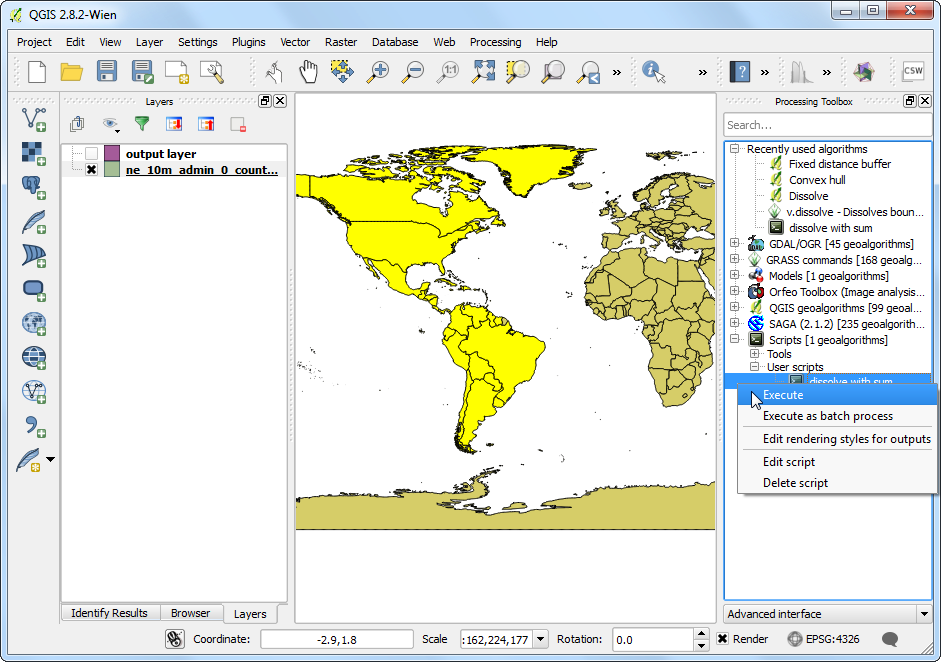 QGIS 2.8.2-Wien
Project Edit View Layer Settings Plugins Vector Raster Database Web Processing Help
1:1
»
»
»
»
CSW
Layers
output layer
ne_10m_admin_0_count...
Identify Results Browser Layers
Processing Toolbox
Search...
Recently used algorithms
Fixed distance buffer
Convex hull
Dissolve
v.dissolve - Dissolves boun...
dissolve with sum
GDAL/OGR [45 geoalgorithms]
GRASS commands [168 geoalg...
Models [1 geoalgorithms]
Orfeo Toolbox (Image analysis...
QGIS geoalgorithms [99 geoal...
SAGA (2.1.2) [235 geoalgorith...
Scripts [1 geoalgorithms]
Tools
User scripts
dissolve with sum
Execute
Execute as batch process
Edit rendering styles for outputs
Edit script
Delete script
Advanced interface
Coordinate: -2.9,1.8 Scale :162,224,177 Rotation: 0.0 Render EPSG:4326